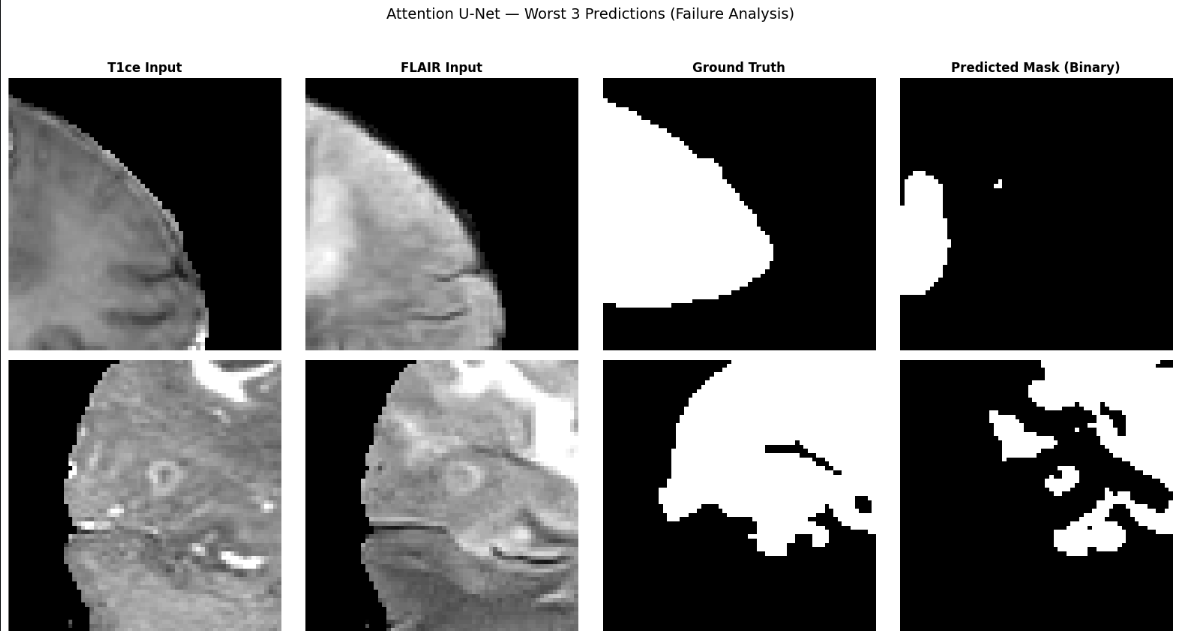 Attention U-Net — Worst 3 Predictions (Failure Analysis)
T1ce Input
FLAIR Input
Ground Truth
Predicted Mask (Binary)